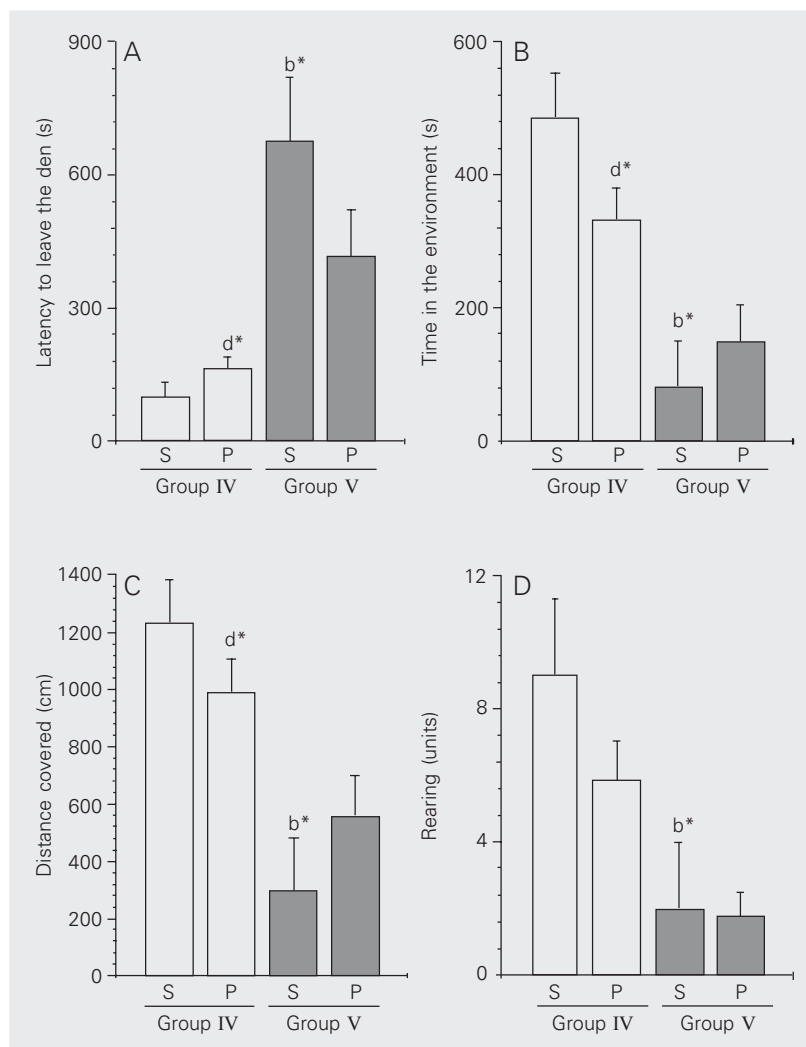 A
Latency to leave the den (s)
900
600
300
0
b*
d*
S P S P
Group IV Group V
B
Time in the environment (s)
600
400
200
0
d*
b*
S P S P
Group IV Group V
C
Distance covered (cm)
1400
1200
1000
800
600
400
200
0
d*
b*
S P S P
Group IV Group V
D
Rearing (units)
12
8
4
0
b*
S P S P
Group IV Group V